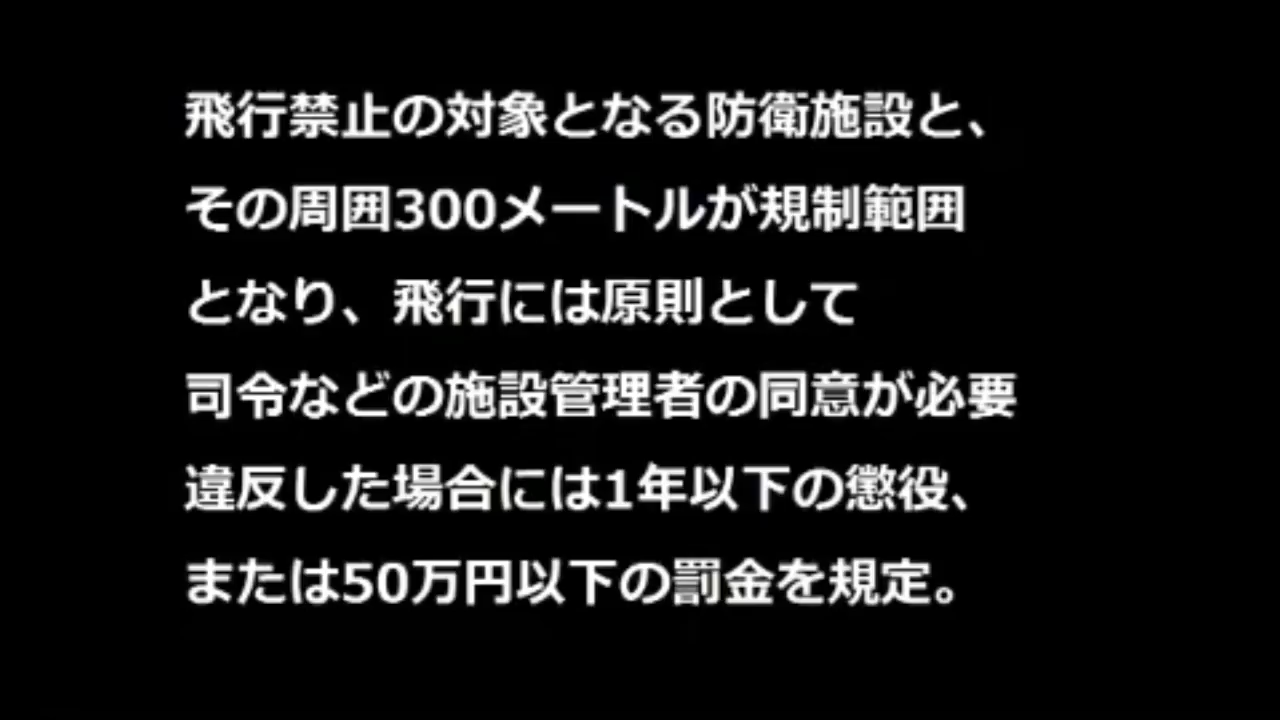 飛行禁止の対象となる防衛施設と、
その周囲300メートルが規制範囲
となり、飛行には原則として
司令などの施設管理者の同意が必要
違反した場合には1年以下の懲役、
または50万円以下の罰金を規定。